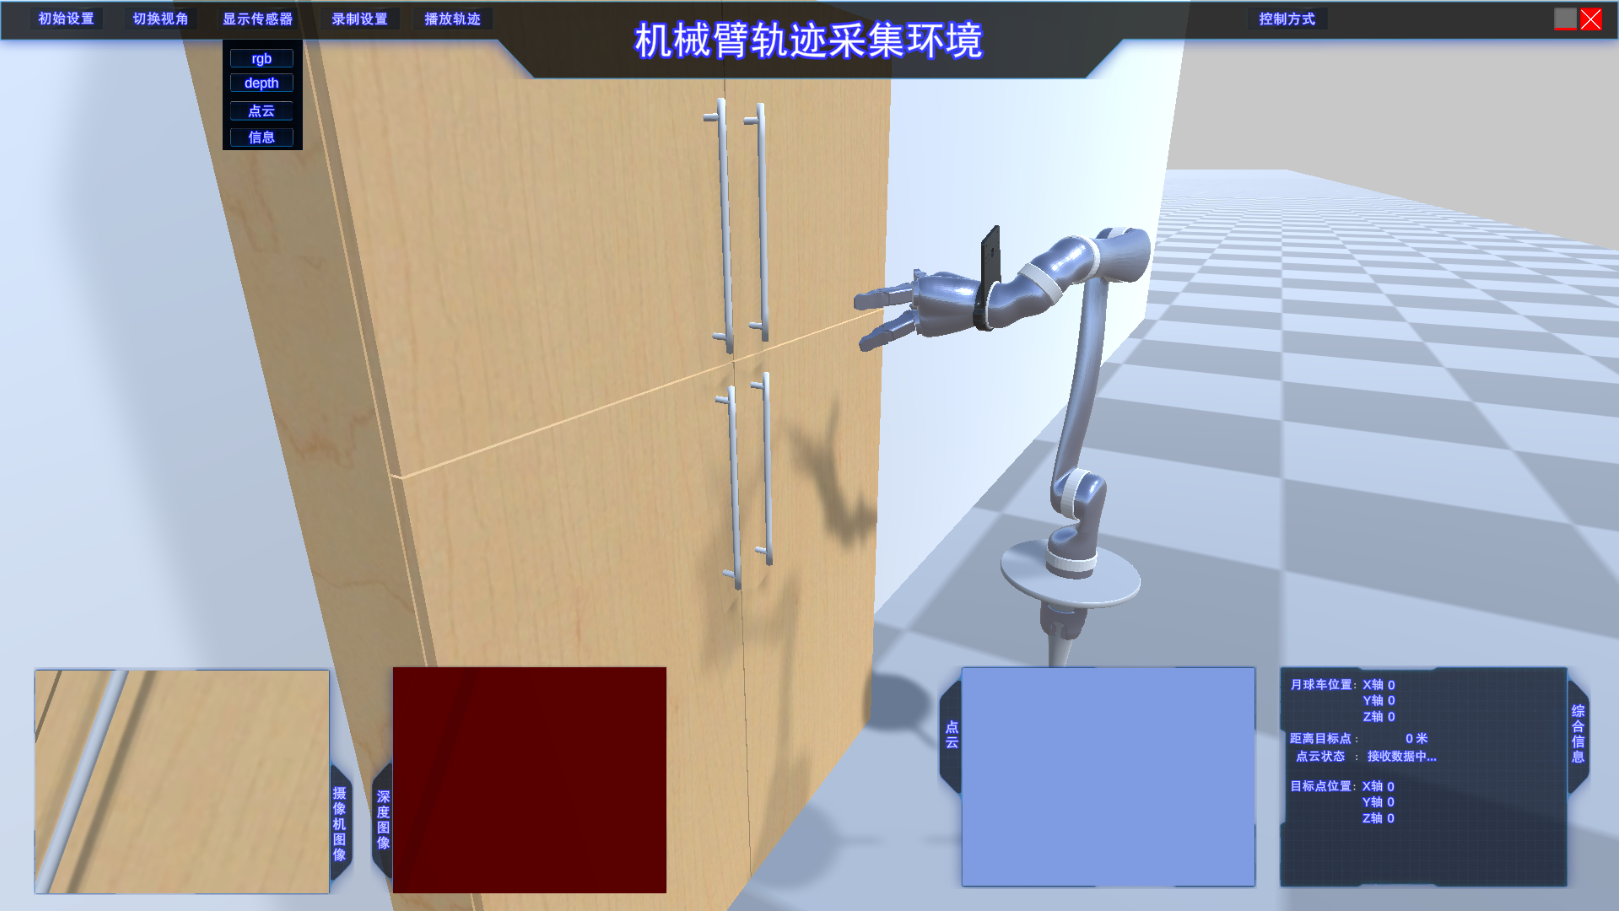 初始设置
切换视角
显示传感器
录制设置
播放轨迹
机械臂轨迹采集环境
控制方式
rgb
depth
点云
信息
摄像机图像
深度图像
点云
月球车位置: X轴 0
Y轴 0
Z轴 0
距离目标点 : 0 米
点云状态 : 接收数据中...
目标点位置: X轴 0
Y轴 0
Z轴 0
综合信息